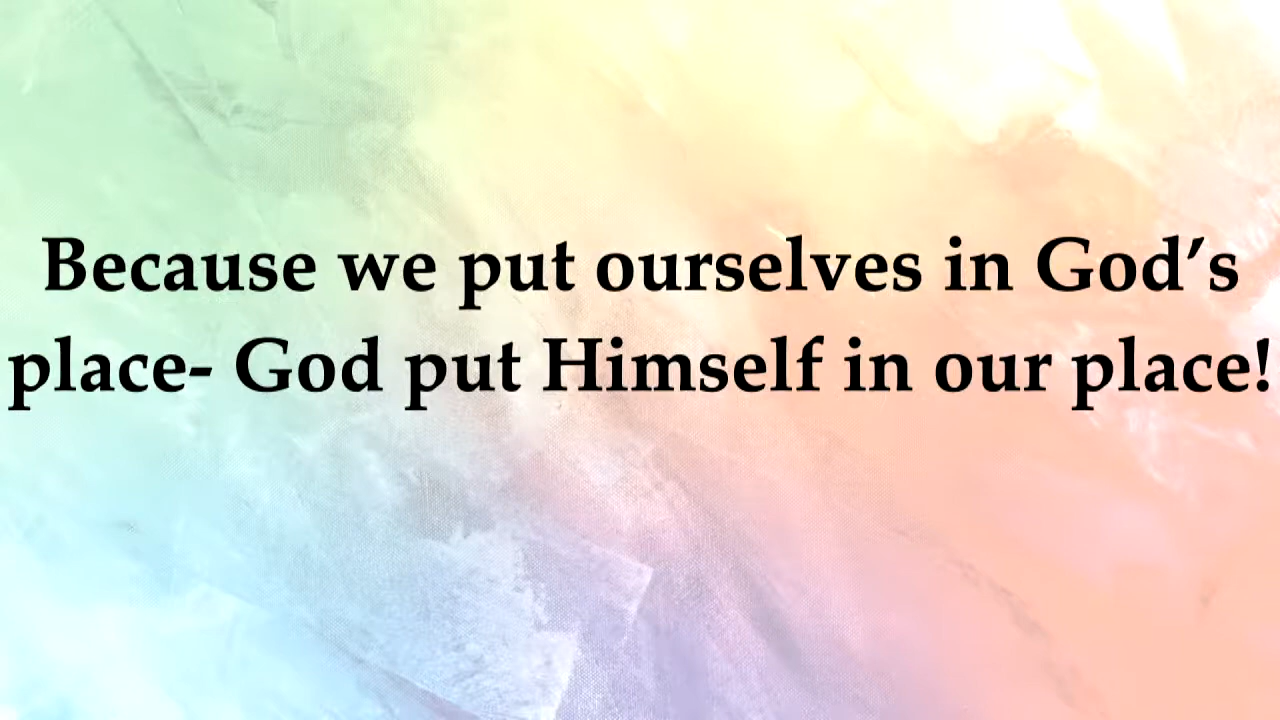 Because we put ourselves in God’s
place- God put Himself in our place!